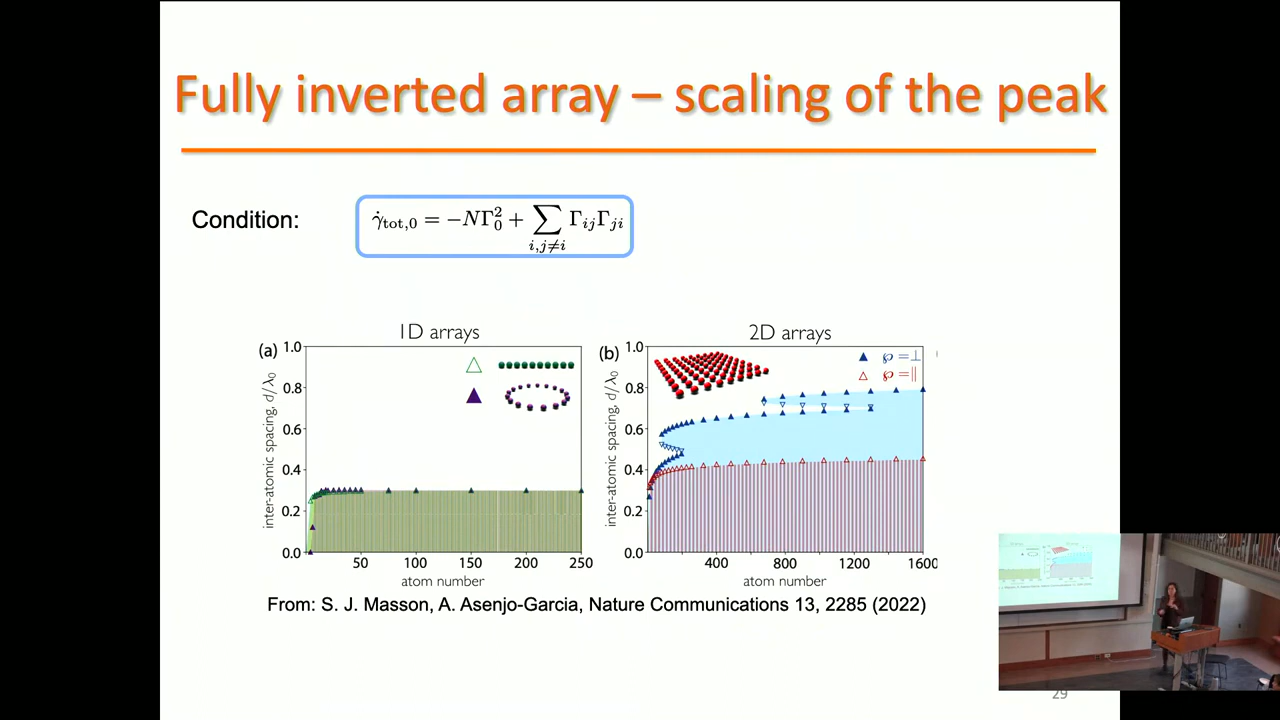 Fully inverted array – scaling of the peak
Condition:
γ̇tot,0 = −NΓ₀² + ∑ ΓijΓji
i,j≠i
1D arrays
2D arrays
(a)
1.0
0.8
0.6
0.4
0.2
0.0
inter-atomic spacing, d/λ₀
50
100
150
200
250
atom number
(b)
1.0
0.8
0.6
0.4
0.2
0.0
inter-atomic spacing, d/λ₀
℘ =⊥
℘ =∥
400
800
1200
1600
atom number
From: S. J. Masson, A. Asenjo-Garcia, Nature Communications 13, 2285 (2022)
29